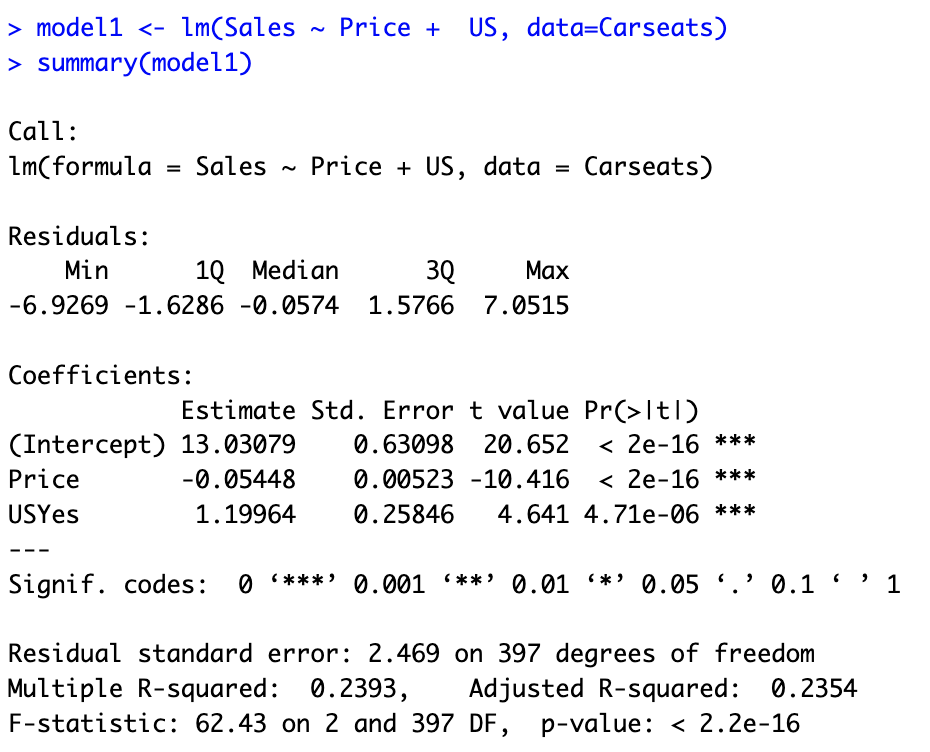 > model1 <- lm(Sales ~ Price +  US, data=Carseats)
> summary(model1)

Call:
lm(formula = Sales ~ Price + US, data = Carseats)

Residuals:
    Min      1Q  Median      3Q     Max
-6.9269 -1.6286 -0.0574  1.5766  7.0515

Coefficients:
            Estimate Std. Error t value Pr(>|t|)
(Intercept) 13.03079    0.63098  20.652  < 2e-16 ***
Price       -0.05448    0.00523 -10.416  < 2e-16 ***
USYes        1.19964    0.25846   4.641 4.71e-06 ***
---
Signif. codes:  0 ‘***’ 0.001 ‘**’ 0.01 ‘*’ 0.05 ‘.’ 0.1 ‘ ’ 1

Residual standard error: 2.469 on 397 degrees of freedom
Multiple R-squared:  0.2393,    Adjusted R-squared:  0.2354
F-statistic: 62.43 on 2 and 397 DF,  p-value: < 2.2e-16